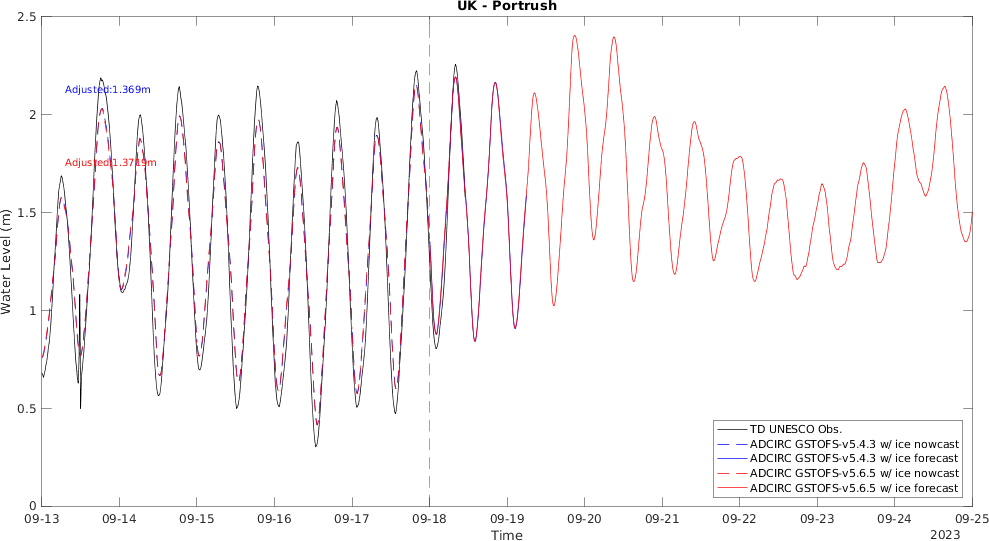 UK - Portrush
2.5
2
1.5
1
0.5
0
Water Level (m)
Adjusted:1.369m
Adjusted:1.3719m
TD UNESCO Obs.
ADCIRC GSTOFS-v5.4.3 w/ ice nowcast
ADCIRC GSTOFS-v5.4.3 w/ ice forecast
ADCIRC GSTOFS-v5.6.5 w/ ice nowcast
ADCIRC GSTOFS-v5.6.5 w/ ice forecast
09-13 09-14 09-15 09-16 09-17 09-18 09-19 09-20 09-21 09-22 09-23 09-24 09-25
Time
2023